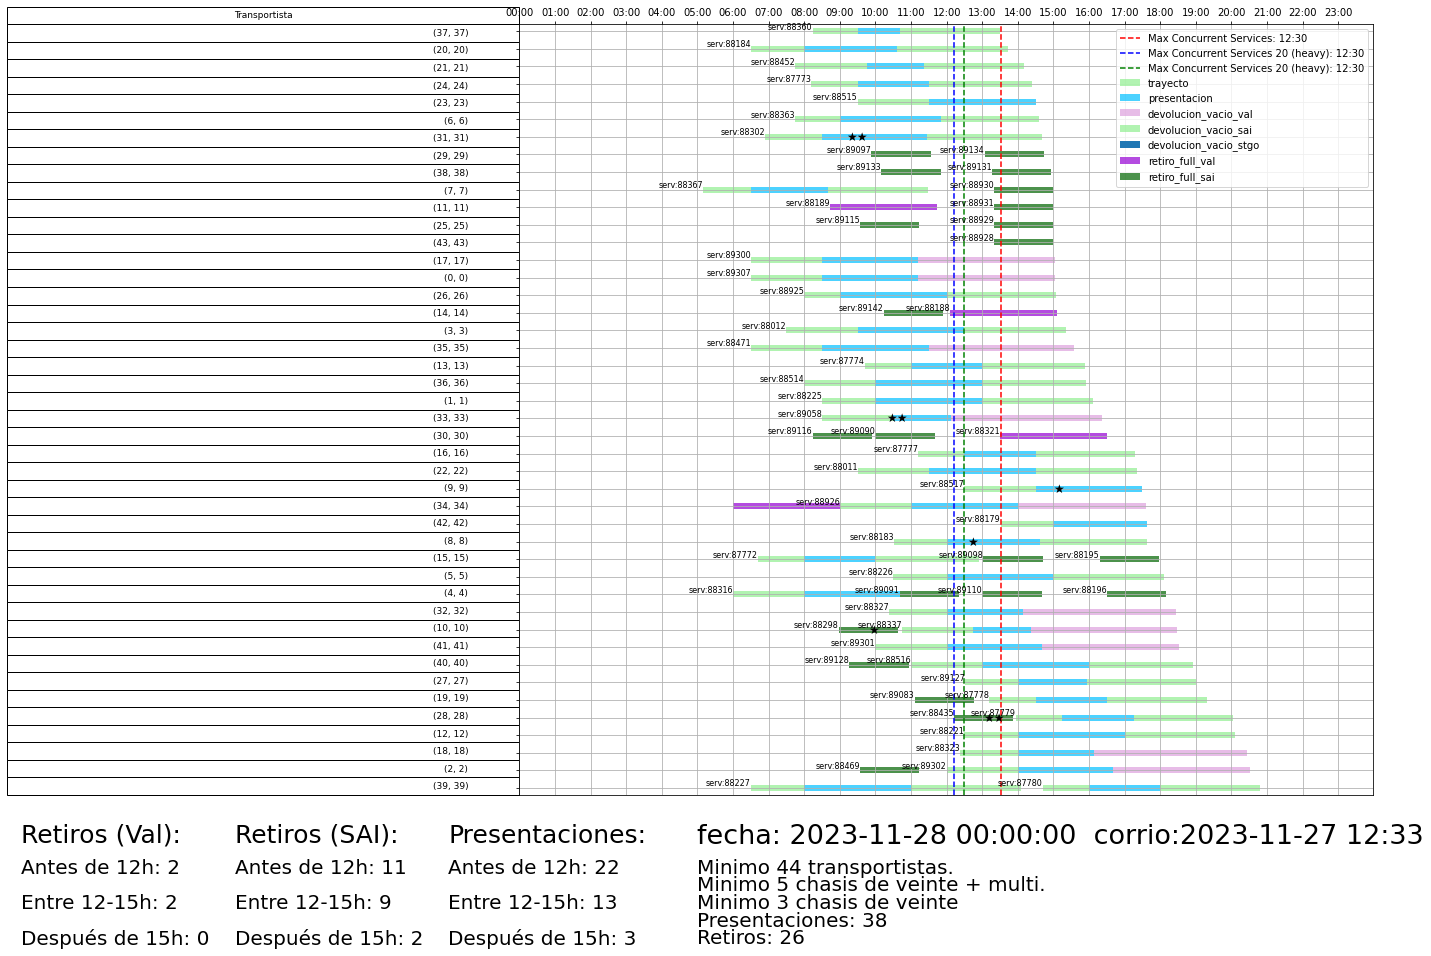 Transportista 00:00 01:00 02:00 03:00 04:00 05:00 06:00 07:00 08:00 09:00 10:00 11:00 12:00 13:00 14:00 15:00 16:00 17:00 18:00 19:00 20:00 21:00 22:00 23:00
Max Concurrent Services: 12:30
Max Concurrent Services 20 (heavy): 12:30
Max Concurrent Services 20 (heavy): 12:30
trayecto
presentacion
devolucion_vacio_val
devolucion_vacio_sai
devolucion_vacio_stgo
retiro_full_val
retiro_full_sai
(37, 37) serv:88360
(20, 20) serv:88184
(21, 21) serv:88452
(24, 24) serv:87773
(23, 23) serv:88515
(6, 6) serv:88363
(31, 31) serv:88302
(29, 29) serv:89097 serv:89134
(38, 38) serv:89133 serv:89131
(7, 7) serv:88367 serv:88930
(11, 11) serv:88189 serv:88931
(25, 25) serv:89115 serv:88929
(43, 43) serv:88928
(17, 17) serv:89300
(0, 0) serv:89307
(26, 26) serv:88925
(14, 14) serv:89142 serv:88188
(3, 3) serv:88012
(35, 35) serv:88471
(13, 13) serv:87774
(36, 36) serv:88514
(1, 1) serv:88225
(33, 33) serv:89058
(30, 30) serv:89116 serv:89090 serv:88321
(16, 16) serv:87777
(22, 22) serv:88011
(9, 9) serv:88517
(34, 34) serv:88926
(42, 42) serv:88179
(8, 8) serv:88183
(15, 15) serv:87772 serv:89098 serv:88195
(5, 5) serv:88226
(4, 4) serv:88316 serv:89091 serv:89110 serv:88196
(32, 32) serv:88327
(10, 10) serv:88298 serv:88337
(41, 41) serv:89301
(40, 40) serv:89128 serv:88516
(27, 27) serv:89127
(19, 19) serv:89083 serv:87778
(28, 28) serv:88435 serv:87779
(12, 12) serv:88221
(18, 18) serv:88323
(2, 2) serv:88469 serv:89302
(39, 39) serv:88227 serv:87780
Retiros (Val):
Antes de 12h: 2
Entre 12-15h: 2
Después de 15h: 0
Retiros (SAI):
Antes de 12h: 11
Entre 12-15h: 9
Después de 15h: 2
Presentaciones:
Antes de 12h: 22
Entre 12-15h: 13
Después de 15h: 3
fecha: 2023-11-28 00:00:00 corrio:2023-11-27 12:33
Minimo 44 transportistas.
Minimo 5 chasis de veinte + multi.
Minimo 3 chasis de veinte
Presentaciones: 38
Retiros: 26